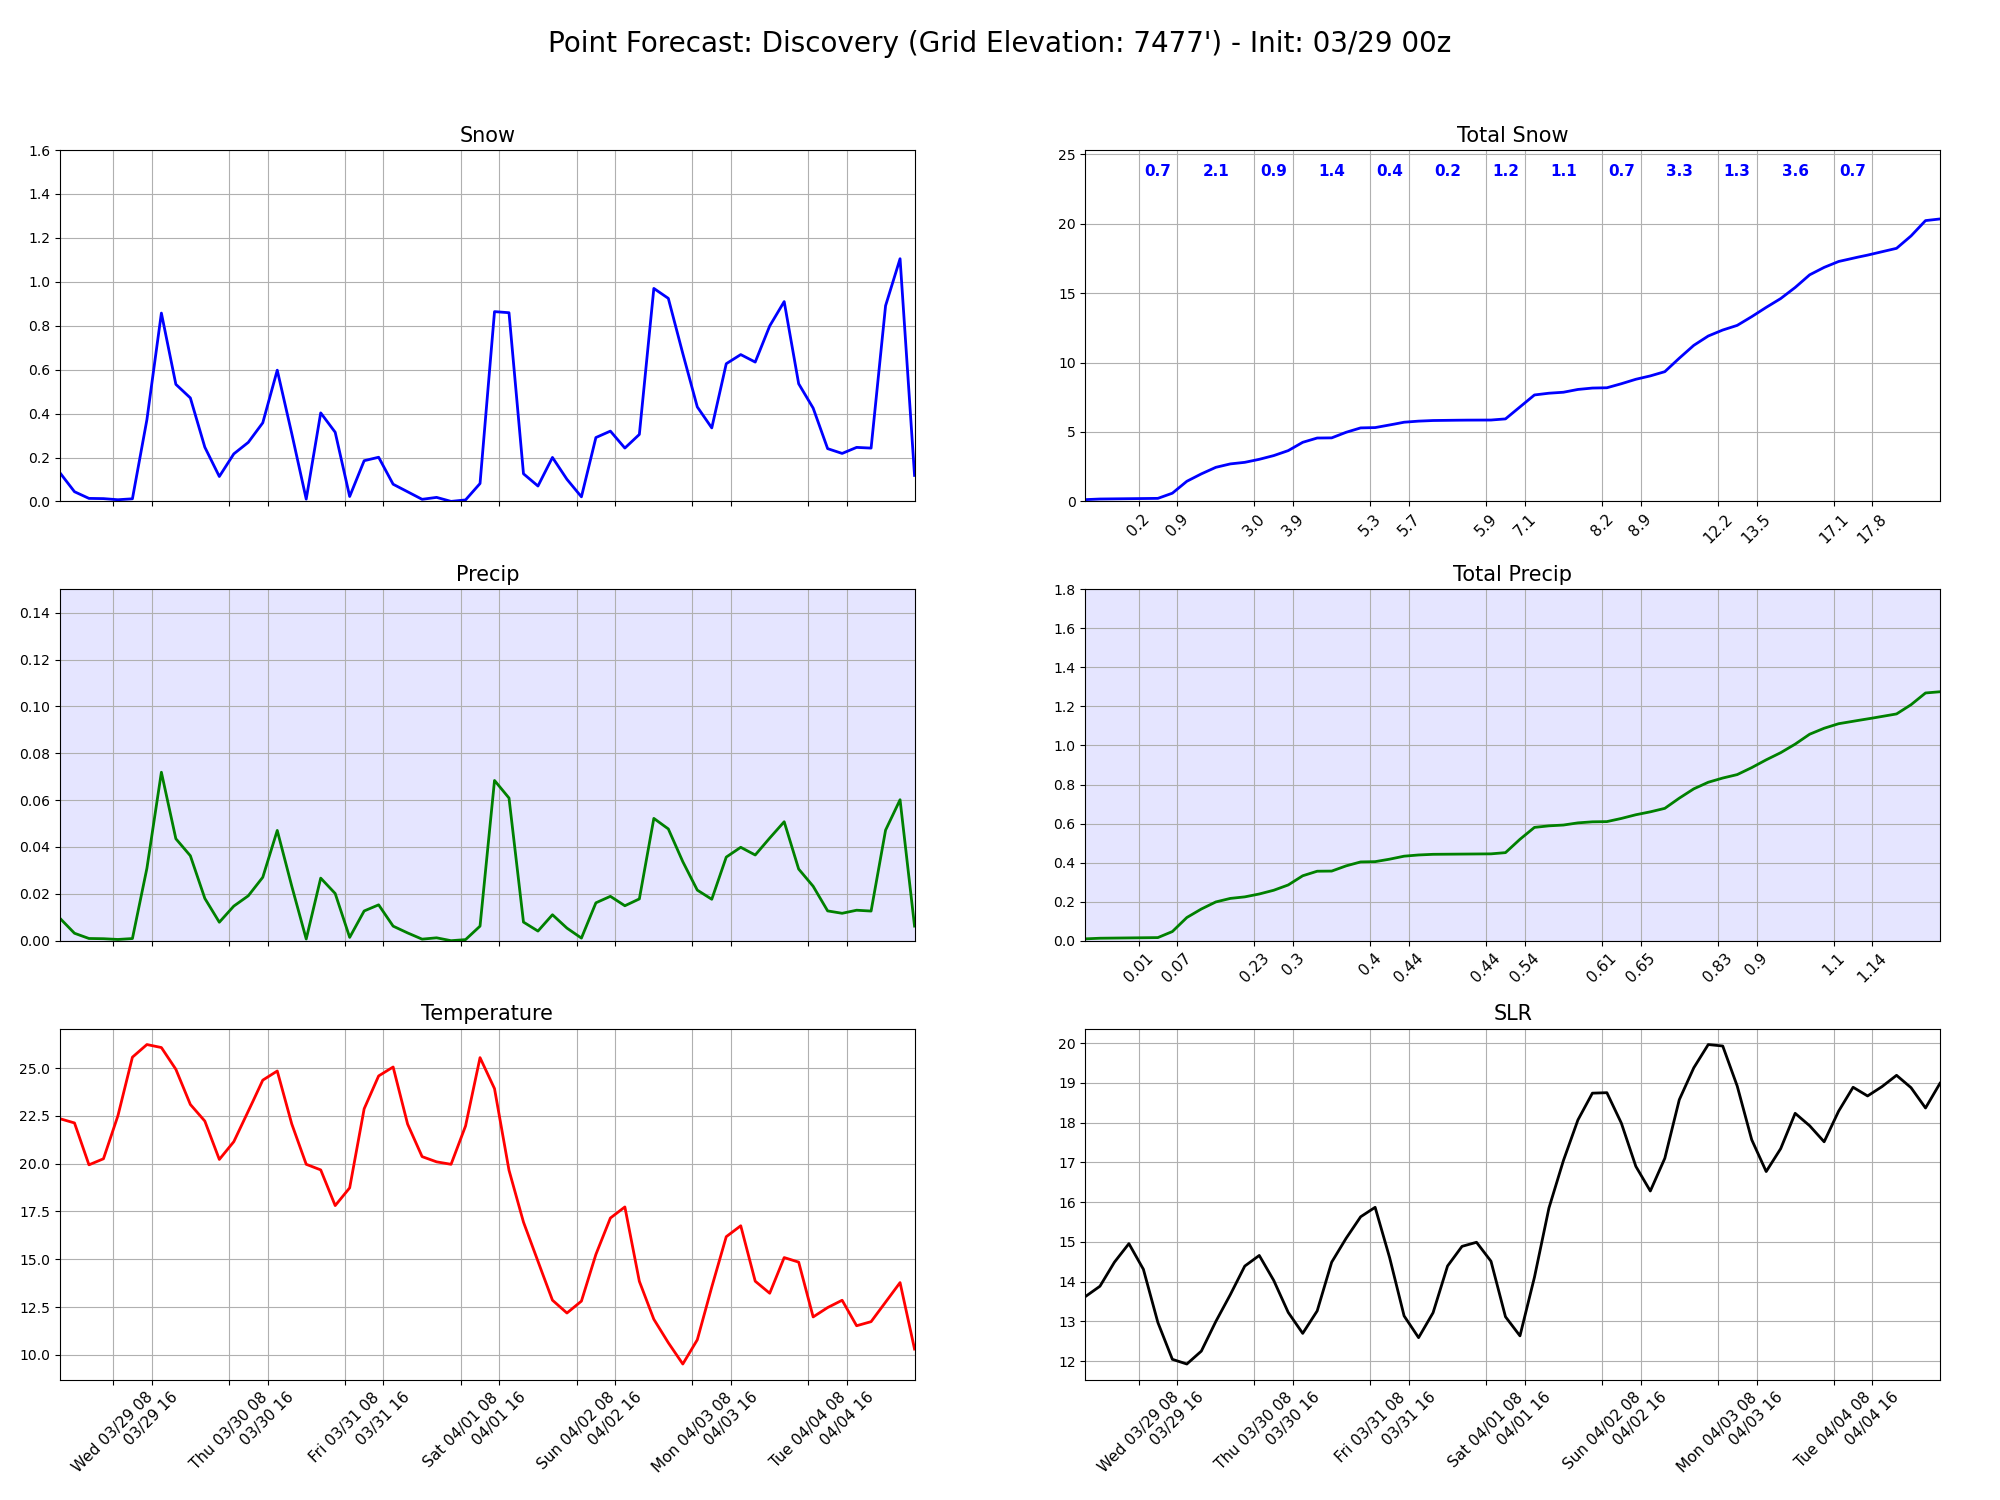 Point Forecast: Discovery (Grid Elevation: 7477') - Init: 03/29 00z
Snow
1.6
1.4
1.2
1.0
0.8
0.6
0.4
0.2
0.0
Total Snow
25
20
15
10
5
0
0.7 2.1 0.9 1.4 0.4 0.2 1.2 1.1 0.7 3.3 1.3 3.6 0.7
0.2 0.9 3.0 3.9 5.3 5.7 5.9 7.1 8.2 8.9 12.2 13.5 17.1 17.8
Precip
0.14
0.12
0.10
0.08
0.06
0.04
0.02
0.00
Total Precip
1.8
1.6
1.4
1.2
1.0
0.8
0.6
0.4
0.2
0.0
0.01 0.07 0.23 0.3 0.4 0.44 0.44 0.54 0.61 0.65 0.83 0.9 1.1 1.14
Temperature
25.0
22.5
20.0
17.5
15.0
12.5
10.0
Wed 03/29 08
03/29 16
Thu 03/30 08
03/30 16
Fri 03/31 08
03/31 16
Sat 04/01 08
04/01 16
Sun 04/02 08
04/02 16
Mon 04/03 08
04/03 16
Tue 04/04 08
04/04 16
SLR
20
19
18
17
16
15
14
13
12
Wed 03/29 08
03/29 16
Thu 03/30 08
03/30 16
Fri 03/31 08
03/31 16
Sat 04/01 08
04/01 16
Sun 04/02 08
04/02 16
Mon 04/03 08
04/03 16
Tue 04/04 08
04/04 16